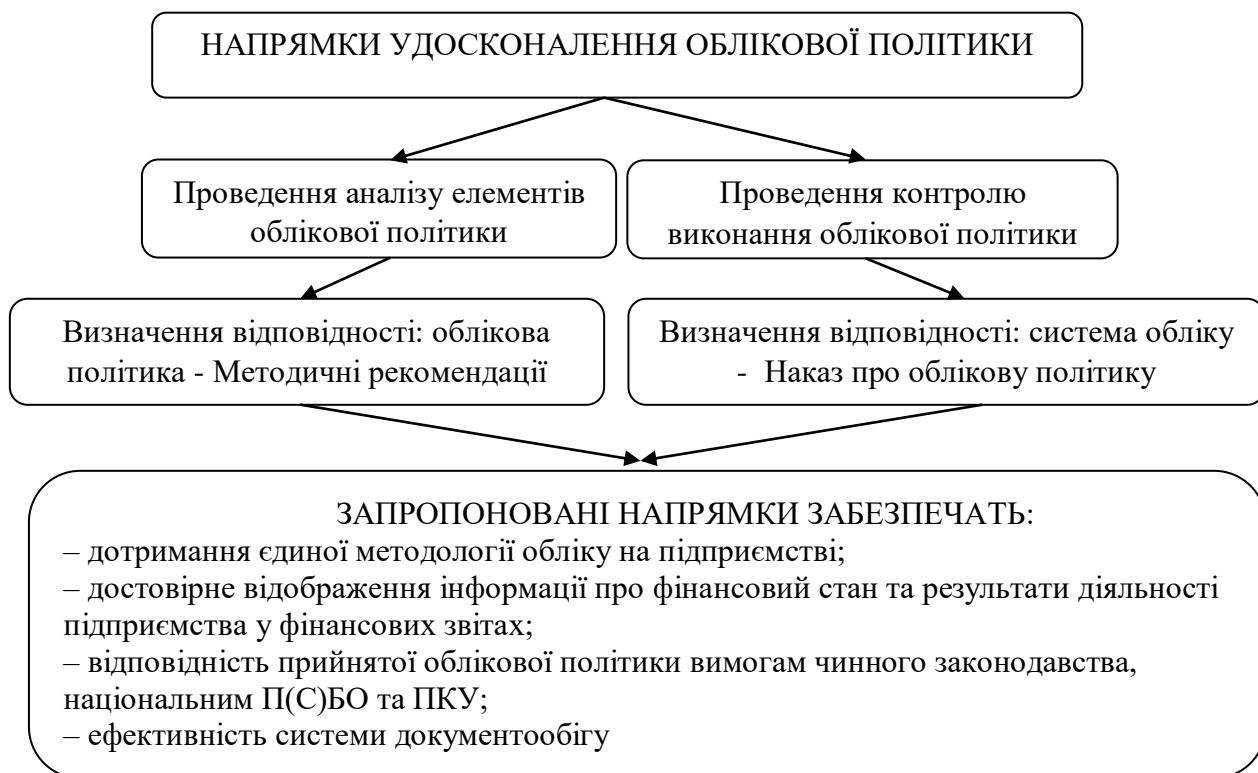 НАПРЯМКИ УДОСКОНАЛЕННЯ ОБЛІКОВОЇ ПОЛІТИКИ
Проведення аналізу елементів
облікової політики
Проведення контролю
виконання облікової політики
Визначення відповідності: облікова
політика - Методичні рекомендації
Визначення відповідності: система обліку
- Наказ про облікову політику
ЗАПРОПОНОВАНІ НАПРЯМКИ ЗАБЕЗПЕЧАТЬ:
– дотримання єдиної методології обліку на підприємстві;
– достовірне відображення інформації про фінансовий стан та результати діяльності
підприємства у фінансових звітах;
– відповідність прийнятої облікової політики вимогам чинного законодавства,
національним П(С)БО та ПКУ;
– ефективність системи документообігу